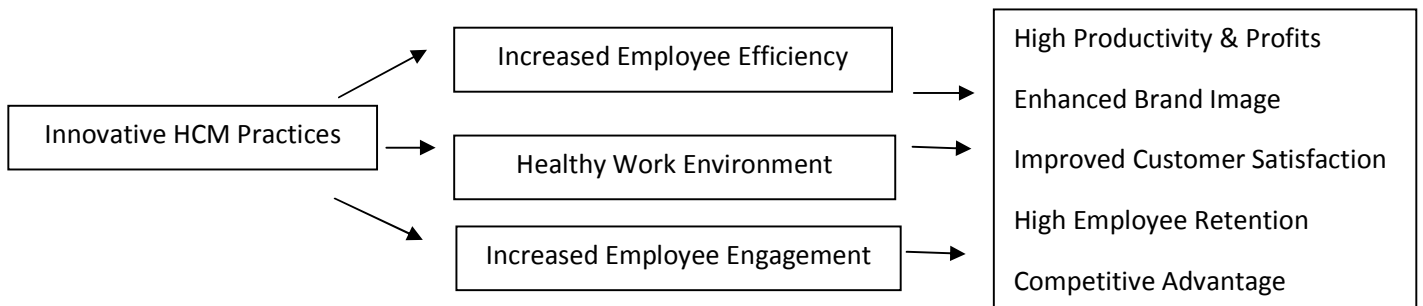 Innovative HCM Practices
Increased Employee Efficiency
Healthy Work Environment
Increased Employee Engagement
High Productivity & Profits
Enhanced Brand Image
Improved Customer Satisfaction
High Employee Retention
Competitive Advantage